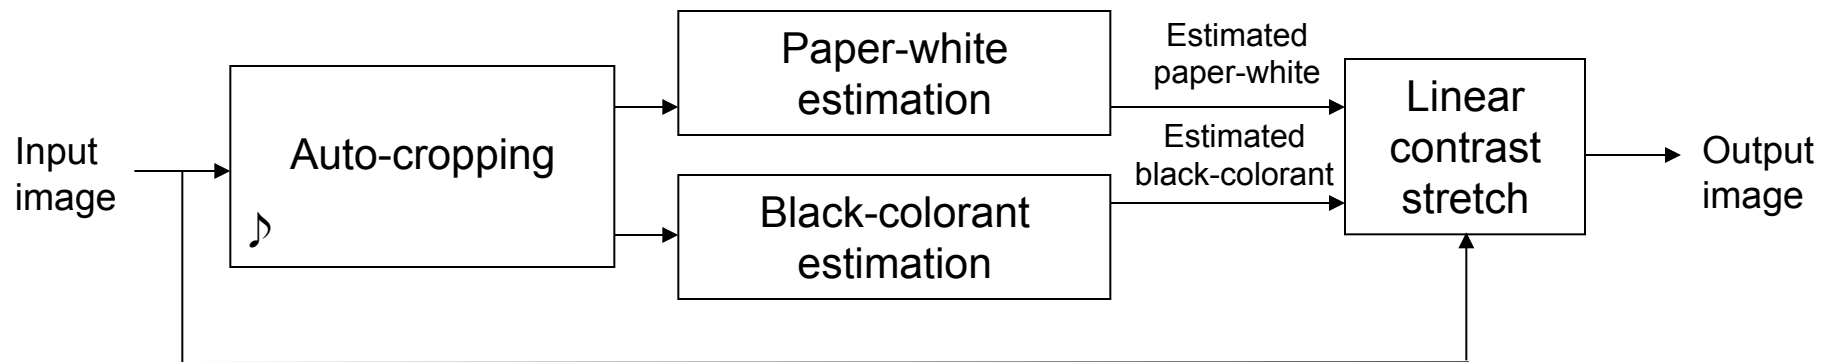 Input
image
Auto-cropping
♪
Paper-white
estimation
Black-colorant
estimation
Estimated
paper-white
Estimated
black-colorant
Linear
contrast
stretch
Output
image